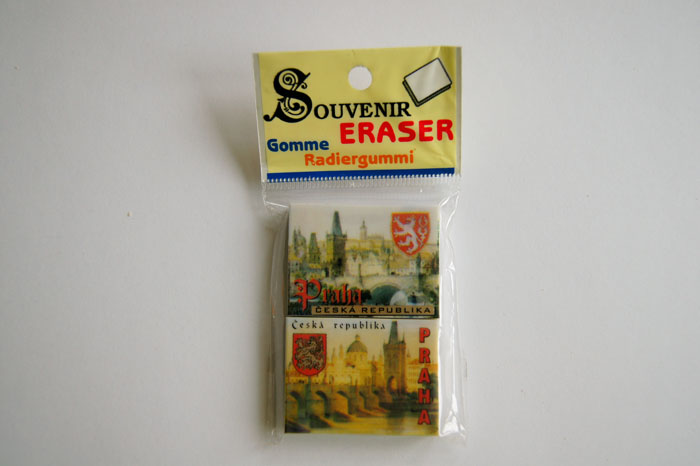 SOUVENIR
ERASER
Gomme
Radiergummi
Praha
ČESKÁ REPUBLIKA
Česká republika
PRAHA